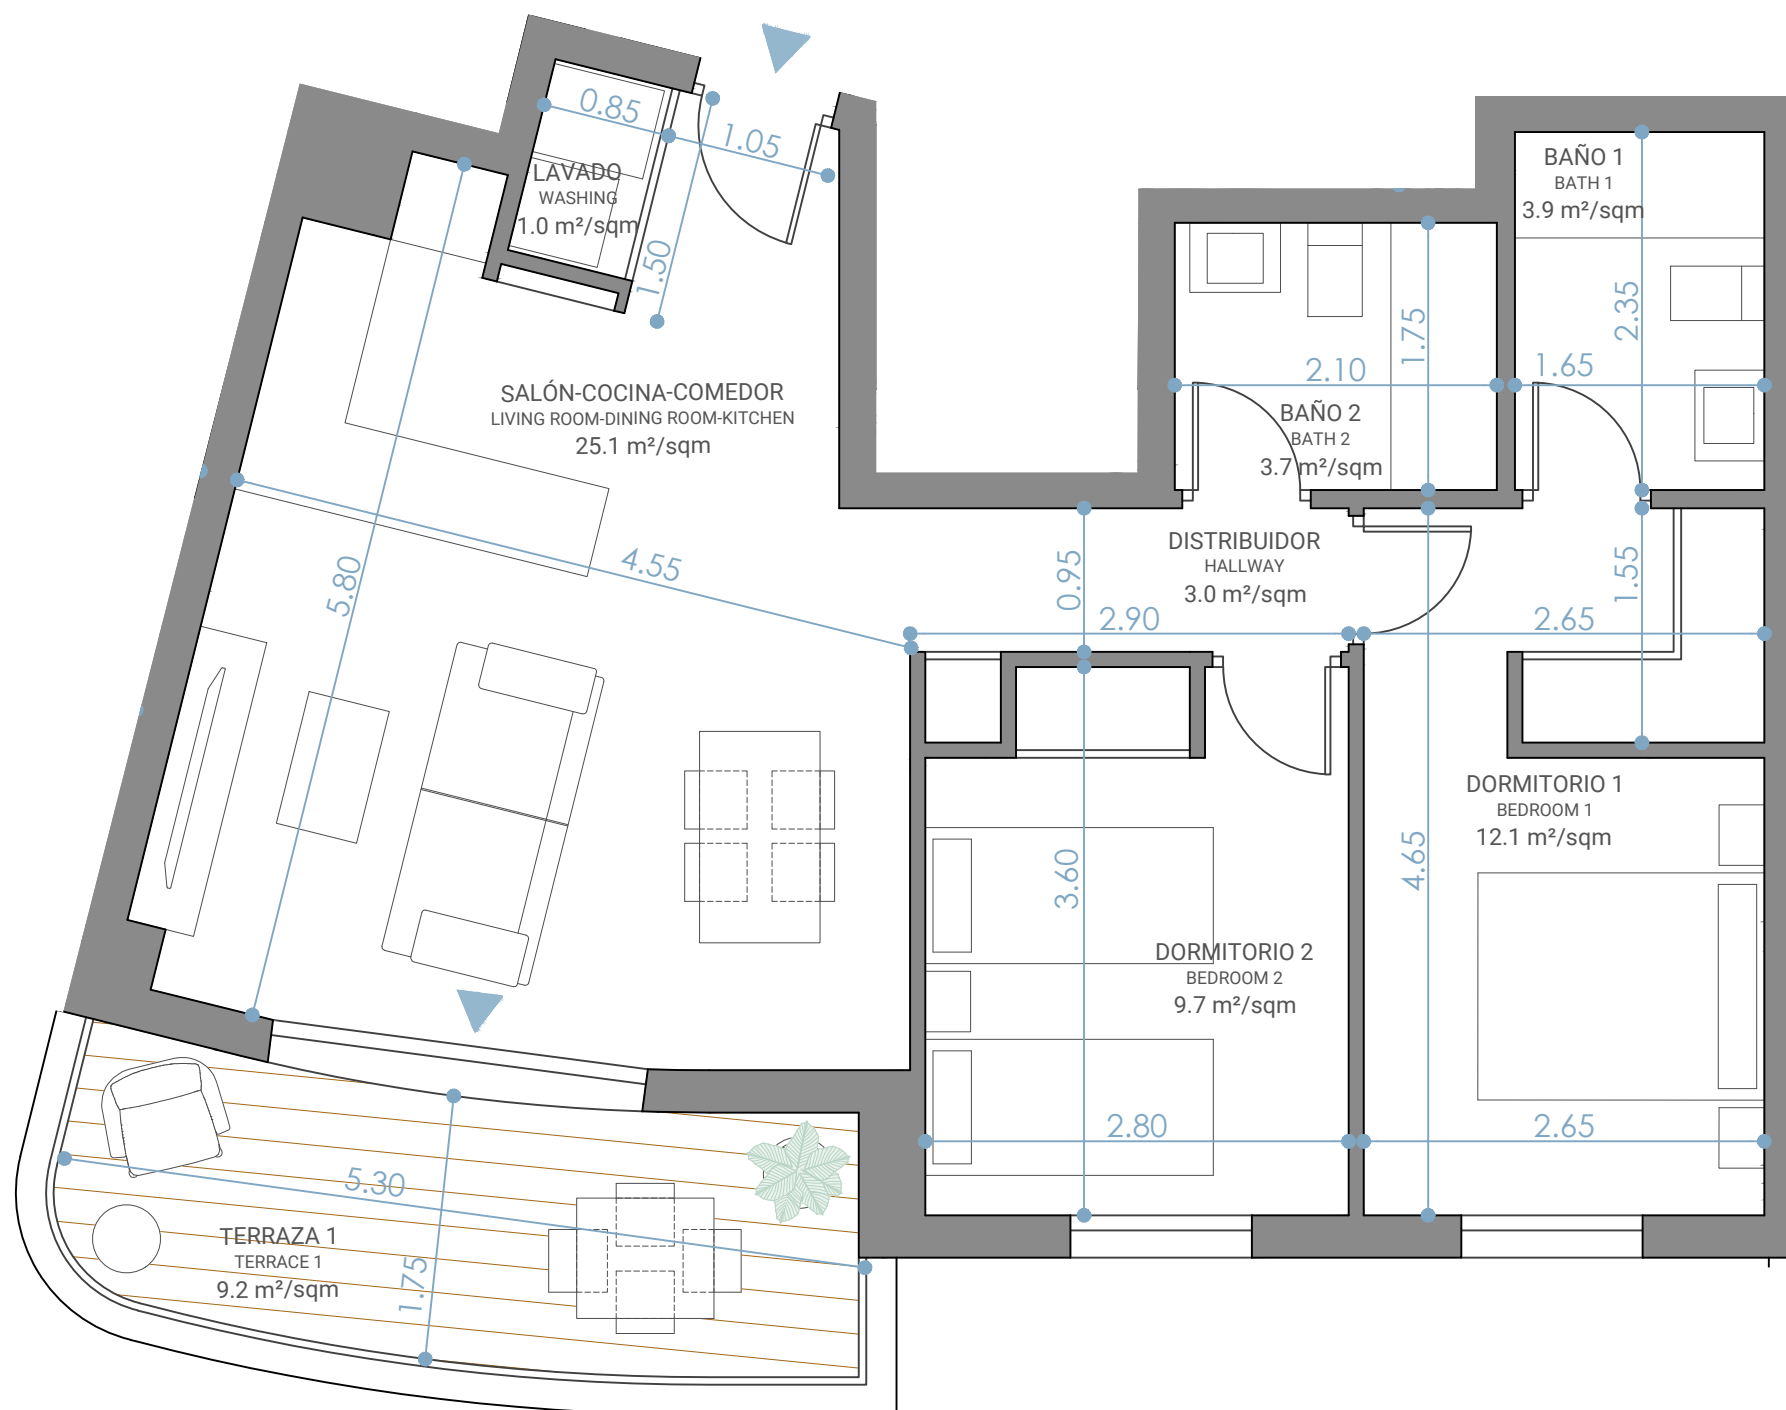 0.85
1.05
LAVADO
WASHING
1.0 m²/sqm
1.50
BAÑO 1
BATH 1
3.9 m²/sqm
2.35
1.75
1.65
2.10
BAÑO 2
BATH 2
3.7 m²/sqm
SALÓN-COCINA-COMEDOR
LIVING ROOM-DINING ROOM-KITCHEN
25.1 m²/sqm
5.80
4.55
DISTRIBUIDOR
HALLWAY
3.0 m²/sqm
0.95
2.90
1.55
2.65
DORMITORIO 1
BEDROOM 1
12.1 m²/sqm
3.60
4.65
DORMITORIO 2
BEDROOM 2
9.7 m²/sqm
2.80
2.65
5.30
TERRAZA 1
TERRACE 1
9.2 m²/sqm
1.75